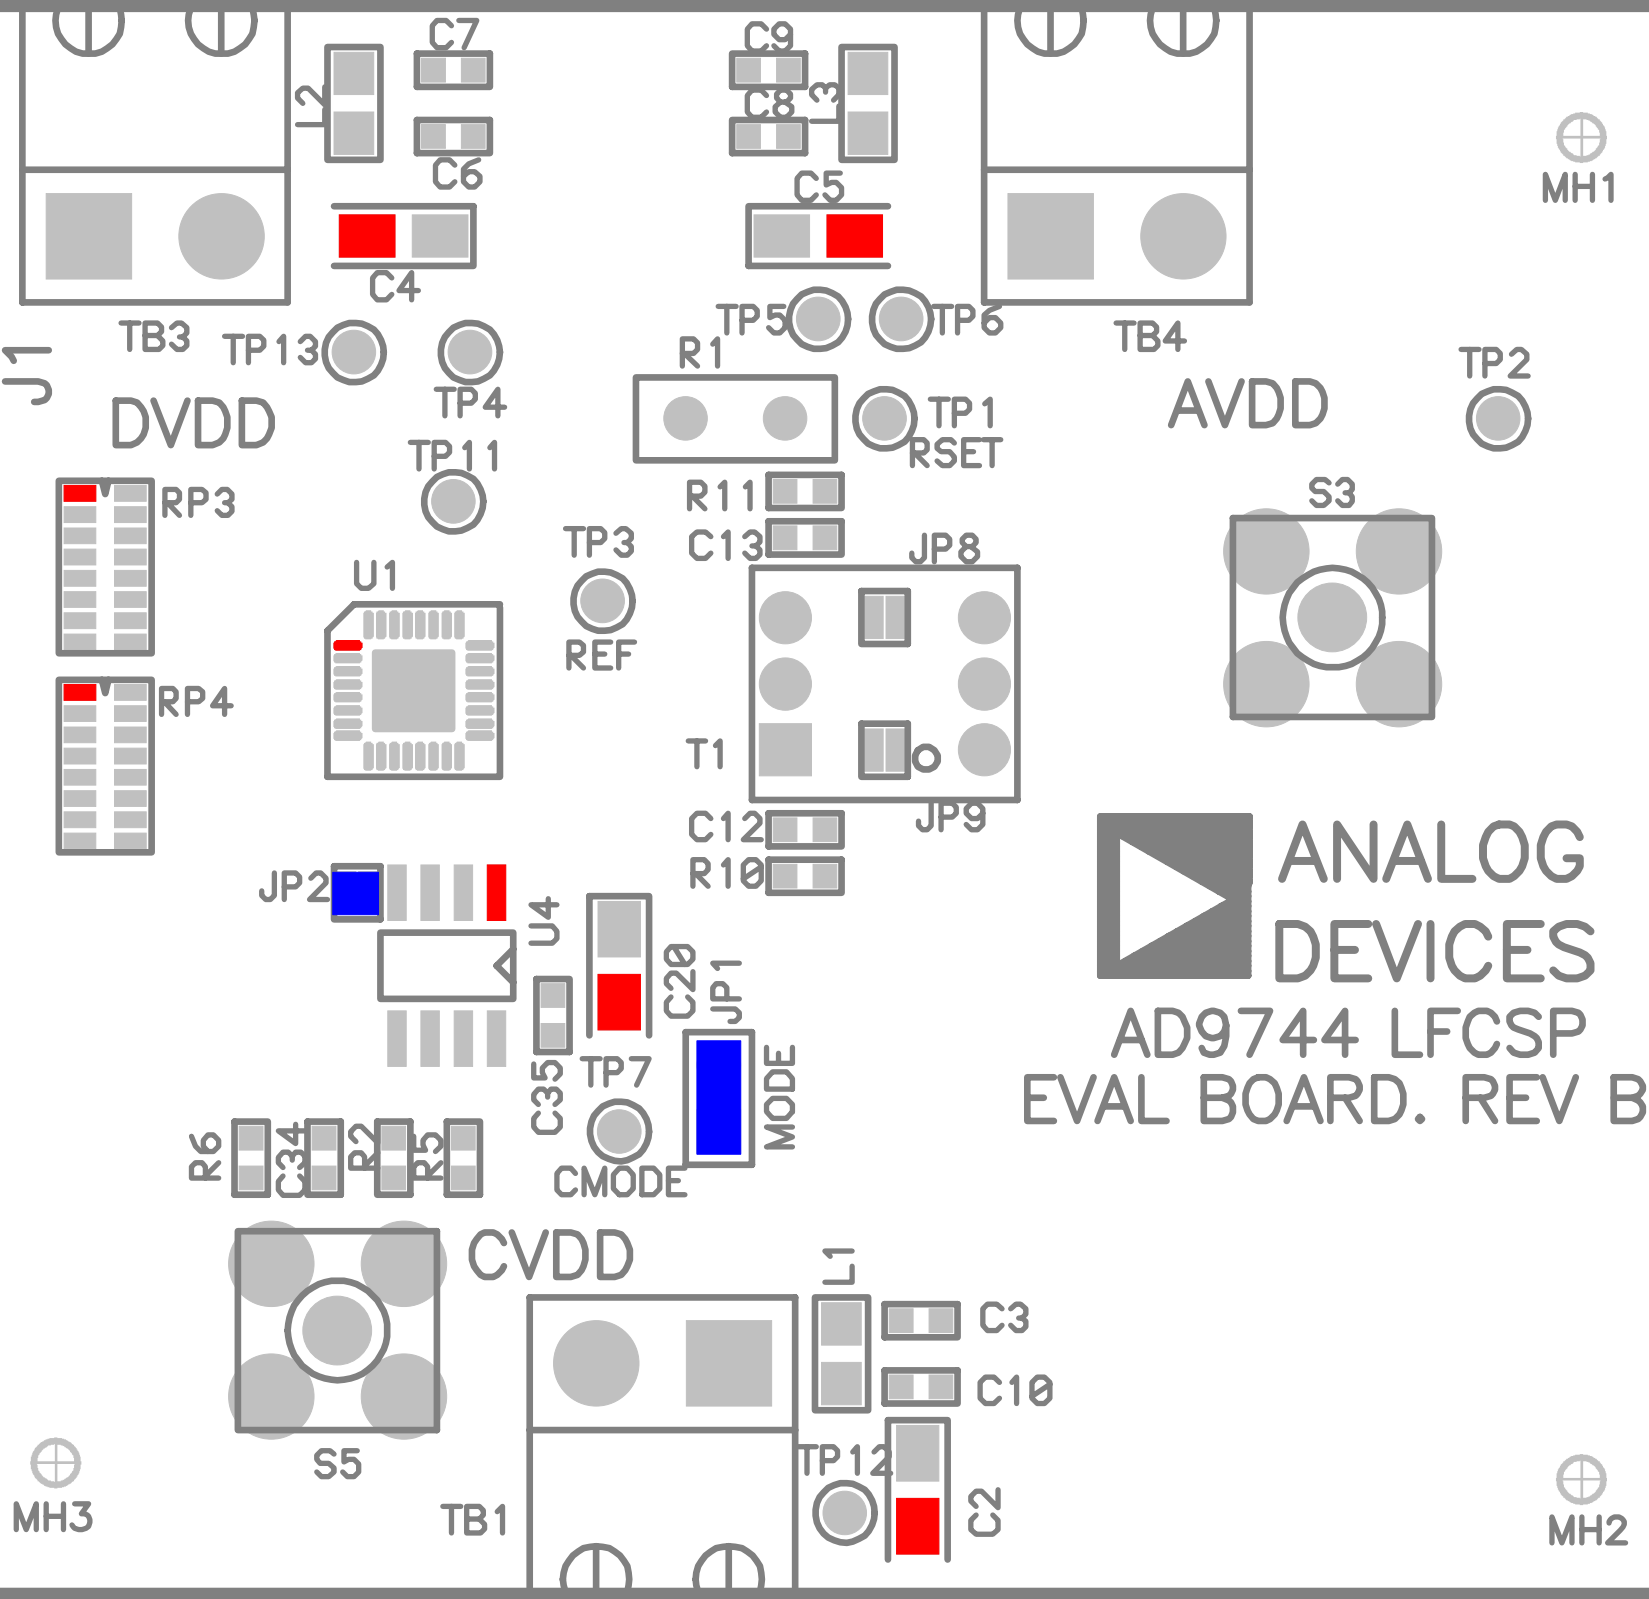 C7
C9
L2
C8
L3
C6
C5
MH1
C4
TP5
TP6
TB3
TP13
TB4
J1
R1
TP2
TP4
DVDD
TP1
AVDD
RSET
TP11
RP3
R11
S3
TP3
C13
JP8
U1
REF
RP4
T1
JP9
C12
ANALOG
R10
JP2
U4
DEVICES
C20
JP1
AD9744 LFCSP
TP7
C35
MODE
EVAL BOARD. REV B
R6
C34
R2
R5
CMODE
CVDD
L1
C3
C10
S5
TP12
MH3
TB1
C2
MH2